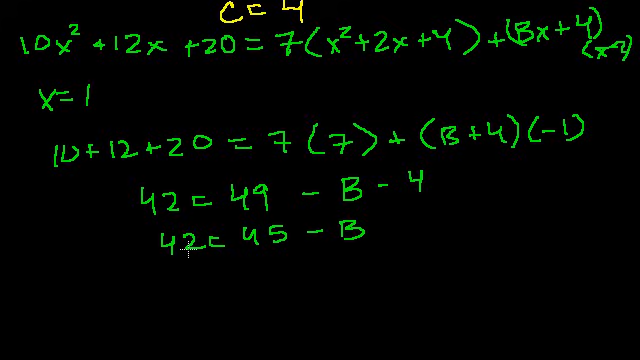 C = 4
10x² + 12x + 20 = 7(x² + 2x + 4) + (Bx + 4)(x-2)
x = 1
10 + 12 + 20 = 7(7) + (B + 4)(-1)
42 = 49 - B - 4
42 = 45 - B